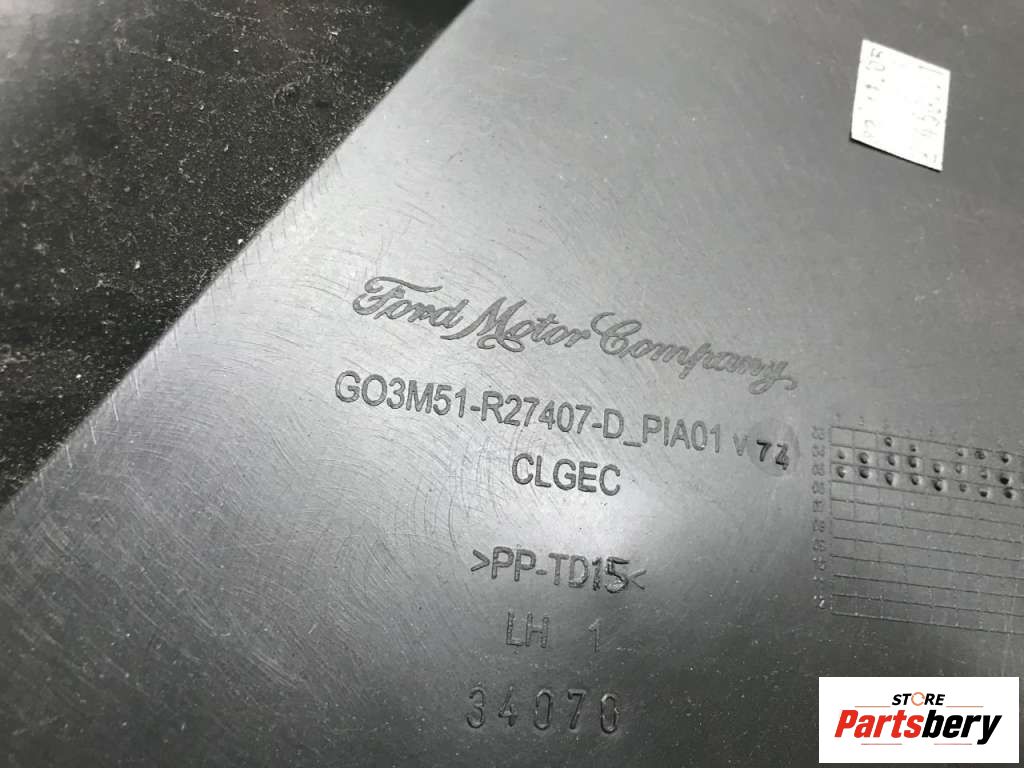 Ford Motor Company
GO3M51-R27407-D_PIA01 V 74
CLGEC
>PP-TD15<
LH 1
34070
STORE
Partsbery